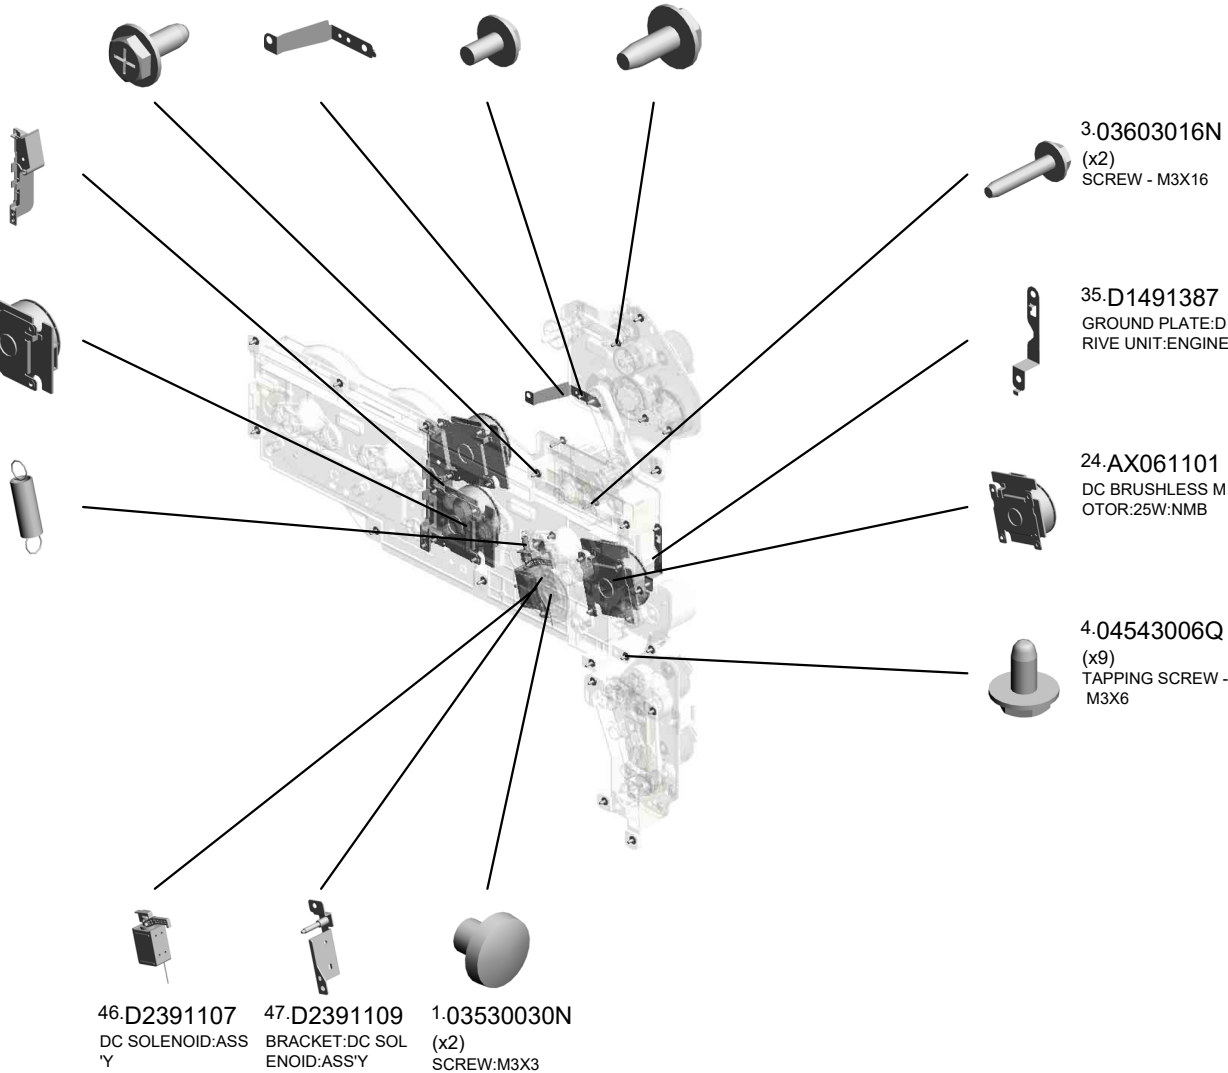 3.03603016N
(x2)
SCREW - M3X16
35.D1491387
GROUND PLATE:D
RIVE UNIT:ENGINE
24.AX061101
DC BRUSHLESS M
OTOR:25W:NMB
4.04543006Q
(x9)
TAPPING SCREW -
M3X6
46.D2391107
DC SOLENOID:ASS
'Y
47.D2391109
BRACKET:DC SOL
ENOID:ASS'Y
1.03530030N
(x2)
SCREW:M3X3